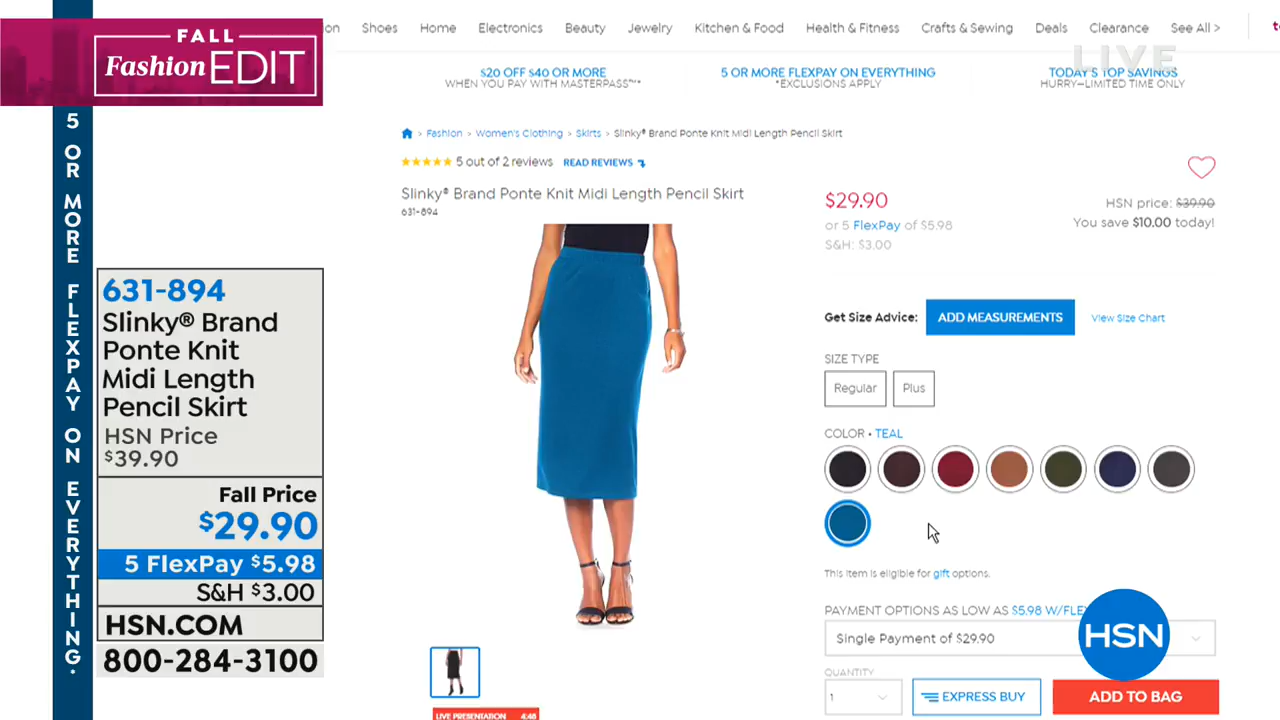 FALL
Fashion EDIT
5 OR MORE FLEXPAY ON EVERYTHING.
631-894
Slinky® Brand
Ponte Knit
Midi Length
Pencil Skirt
HSN Price
$39.90
Fall Price
$29.90
5 FlexPay $5.98
S&H $3.00
HSN.COM
800-284-3100
Shoes Home Electronics Beauty Jewelry Kitchen & Food Health & Fitness Crafts & Sewing Deals Clearance See All >
LIVE
$20 OFF $40 OR MORE
WHEN YOU PAY WITH MASTERPASS™*
5 OR MORE FLEXPAY ON EVERYTHING
*EXCLUSIONS APPLY
TODAY'S TOP SAVINGS
HURRY—LIMITED TIME ONLY
> Fashion > Women's Clothing > Skirts > Slinky® Brand Ponte Knit Midi Length Pencil Skirt
5 out of 2 reviews READ REVIEWS
Slinky® Brand Ponte Knit Midi Length Pencil Skirt
631-894
$29.90
HSN price: $39.90
or 5 FlexPay of $5.98
You save $10.00 today!
S&H: $3.00
Get Size Advice: ADD MEASUREMENTS View Size Chart
SIZE TYPE
Regular Plus
COLOR • TEAL
This item is eligible for gift options.
PAYMENT OPTIONS AS LOW AS $5.98 W/FLEX
Single Payment of $29.90
HSN
QUANTITY
1
EXPRESS BUY
ADD TO BAG
LIVE PRESENTATION 4:46